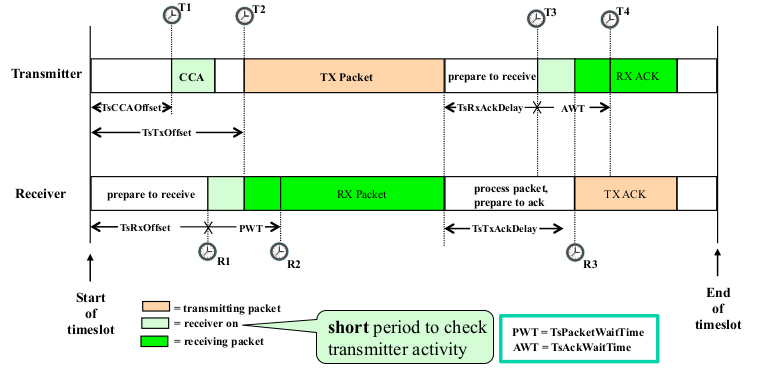 T1
T2
T3
T4
Transmitter
CCA
TX Packet
prepare to receive
RX ACK
TsCCAOffset
TsRxAckDelay
AWT
TsTxOffset
Receiver
prepare to receive
RX Packet
process packet,
prepare to ack
TX ACK
TsRxOffset
PWT
TsTxAckDelay
R1
R2
R3
Start
of
timeslot
End
of
timeslot
= transmitting packet
= receiver on
= receiving packet
short period to check
transmitter activity
PWT = TsPacketWaitTime
AWT = TsAckWaitTime